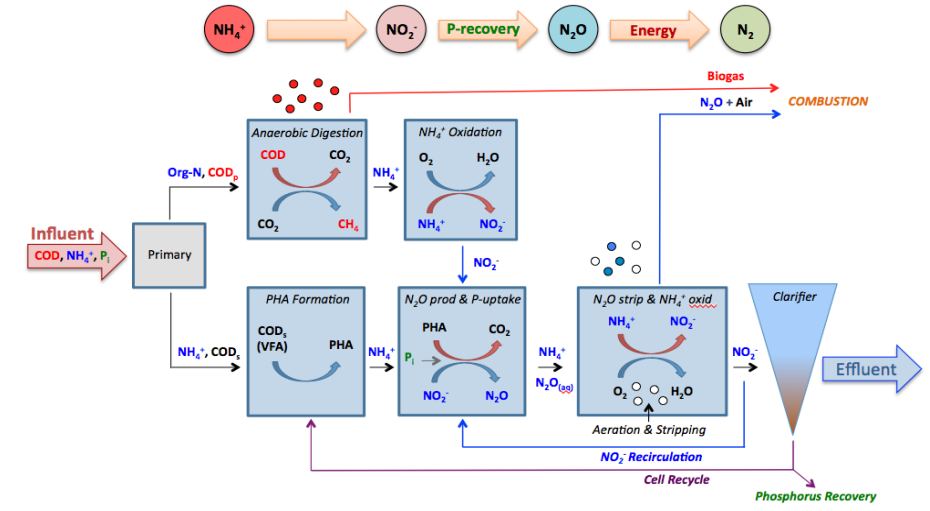 NH₄⁺
NO₂⁻
P-recovery
N₂O
Energy
N₂
Biogas
N₂O + Air
COMBUSTION
Anaerobic Digestion
COD
CO₂
CO₂
CH₄
NH₄⁺
NH₄⁺ Oxidation
O₂
H₂O
NH₄⁺
NO₂⁻
Org-N, CODₚ
Influent
COD, NH₄⁺, Pᵢ
Primary
NO₂⁻
NH₄⁺, CODₛ
PHA Formation
CODₛ
(VFA)
PHA
NH₄⁺
N₂O prod & P-uptake
PHA
CO₂
Pᵢ
NO₂⁻
N₂O
NH₄⁺
N₂O(aq)
N₂O strip & NH₄⁺ oxid
NH₄⁺
NO₂⁻
O₂
H₂O
Aeration & Stripping
NO₂⁻
Clarifier
Effluent
NO₂⁻ Recirculation
Cell Recycle
Phosphorus Recovery